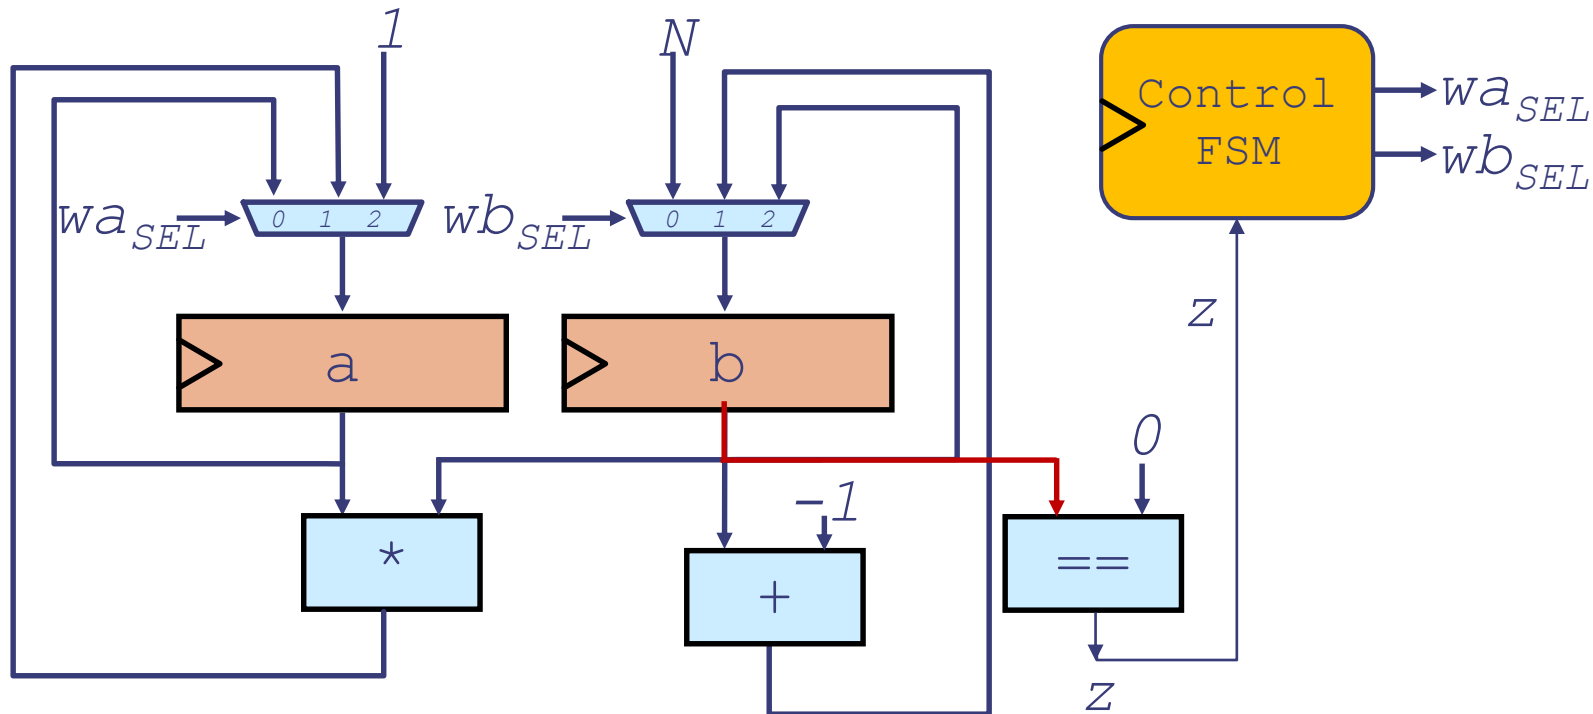 1
N
Control
FSM
wa_SEL
wb_SEL
wa_SEL
0 1 2
wb_SEL
0 1 2
z
a
b
0
-1
*
+
==
z